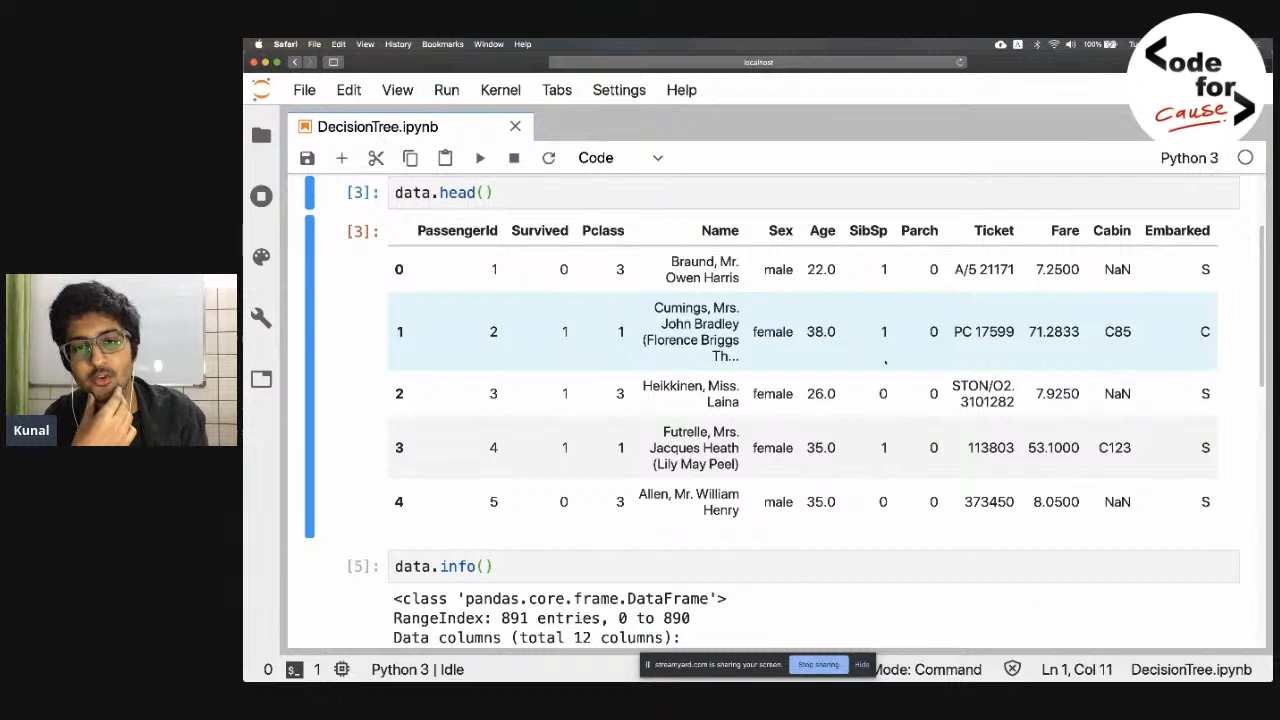 Safari File Edit View History Bookmarks Window Help 100%
localhost
<ode
for
cause >
File Edit View Run Kernel Tabs Settings Help
DecisionTree.ipynb
Code
Python 3
[3]: data.head()
[3]: PassengerId Survived Pclass Name Sex Age SibSp Parch Ticket Fare Cabin Embarked
0 1 0 3 Braund, Mr. Owen Harris male 22.0 1 0 A/5 21171 7.2500 NaN S
1 2 1 1 Cumings, Mrs. John Bradley (Florence Briggs Th... female 38.0 1 0 PC 17599 71.2833 C85 C
2 3 1 3 Heikkinen, Miss. Laina female 26.0 0 0 STON/O2. 3101282 7.9250 NaN S
3 4 1 1 Futrelle, Mrs. Jacques Heath (Lily May Peel) female 35.0 1 0 113803 53.1000 C123 S
4 5 0 3 Allen, Mr. William Henry male 35.0 0 0 373450 8.0500 NaN S
Kunal
[5]: data.info()
<class 'pandas.core.frame.DataFrame'>
RangeIndex: 891 entries, 0 to 890
Data columns (total 12 columns):
streamyard.com is sharing your screen. Stop sharing Hide
0 1 Python 3 | Idle Mode: Command Ln 1, Col 11 DecisionTree.ipynb